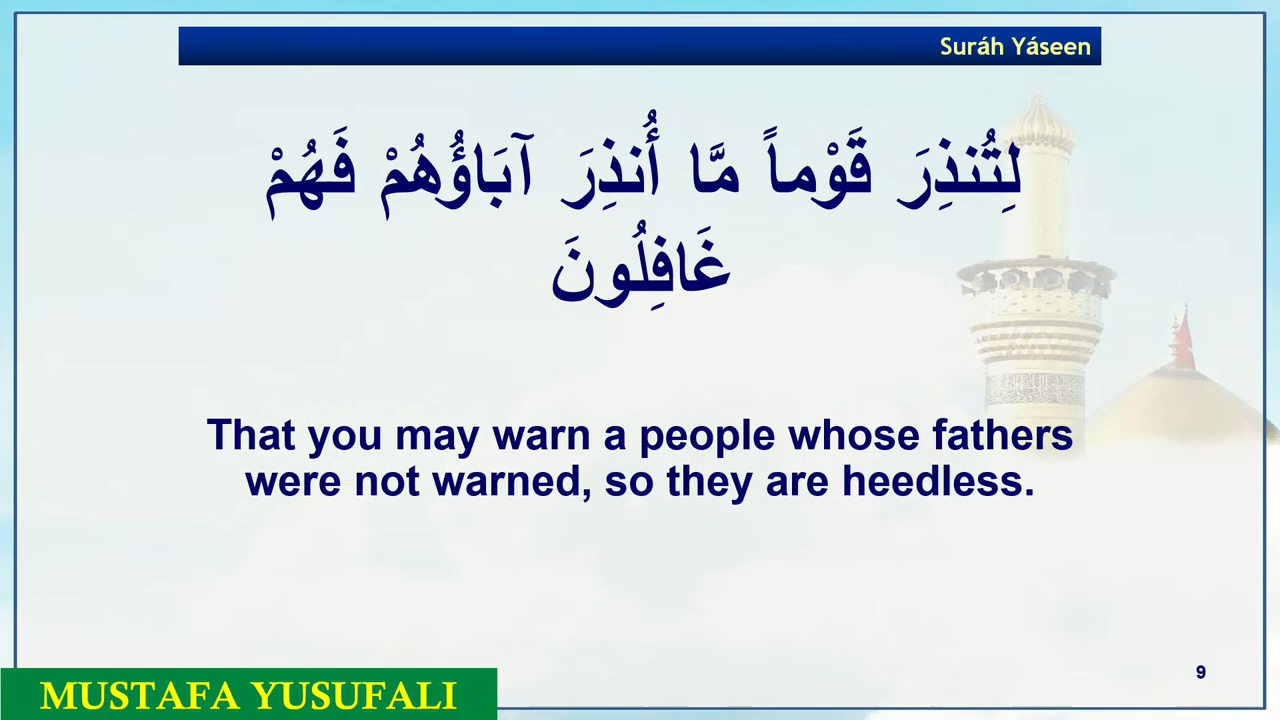 Suráh Yáseen
لِتُنذِرَ قَوْماً مَّا أُنذِرَ آبَاؤُهُمْ فَهُمْ
غَافِلُونَ
That you may warn a people whose fathers
were not warned, so they are heedless.
9
MUSTAFA YUSUFALI